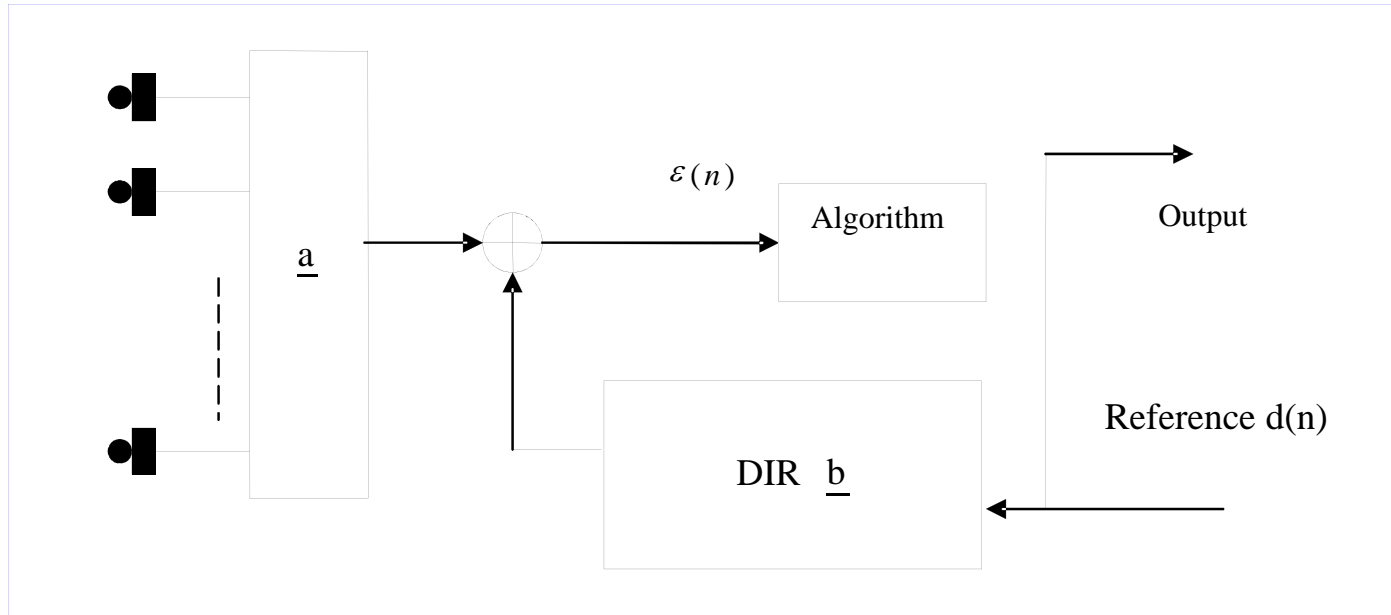 ε(n)
Algorithm
Output
a
Reference d(n)
DIR b